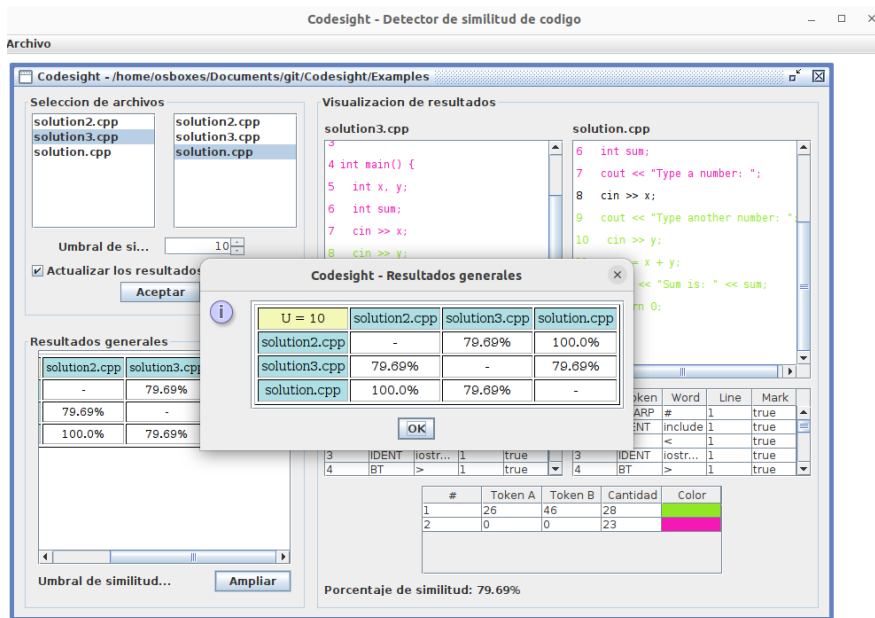 Codesight - Detector de similitud de codigo
Archivo
Codesight - /home/osboxes/Documents/git/Codesight/Examples
Seleccion de archivos
solution2.cpp
solution3.cpp
solution.cpp
solution2.cpp
solution3.cpp
solution.cpp
Umbral de si... 10
Actualizar los resultados
Aceptar
Resultados generales
solution2.cpp solution3.cpp
- 79.69%
79.69% -
100.0% 79.69%
Umbral de similitud... Ampliar
Visualizacion de resultados
solution3.cpp
3
4 int main() {
5 int x, y;
6 int sum;
7 cin >> x;
8 cin >> y;
solution.cpp
6 int sum;
7 cout << "Type a number: ";
8 cin >> x;
9 cout << "Type another number: ";
10 cin >> y;
= x + y;
<< "Sum is: " << sum;
rn 0;
Codesight - Resultados generales
U = 10 solution2.cpp solution3.cpp solution.cpp
solution2.cpp - 79.69% 100.0%
solution3.cpp 79.69% - 79.69%
solution.cpp 100.0% 79.69% -
OK
3 IDENT iostr... 1 true
4 BT > 1 true
oken Word Line Mark
ARP # 1 true
ENT include 1 true
< 1 true
3 IDENT iostr... 1 true
4 BT > 1 true
# Token A Token B Cantidad Color
1 26 46 28
2 0 0 23
Porcentaje de similitud: 79.69%